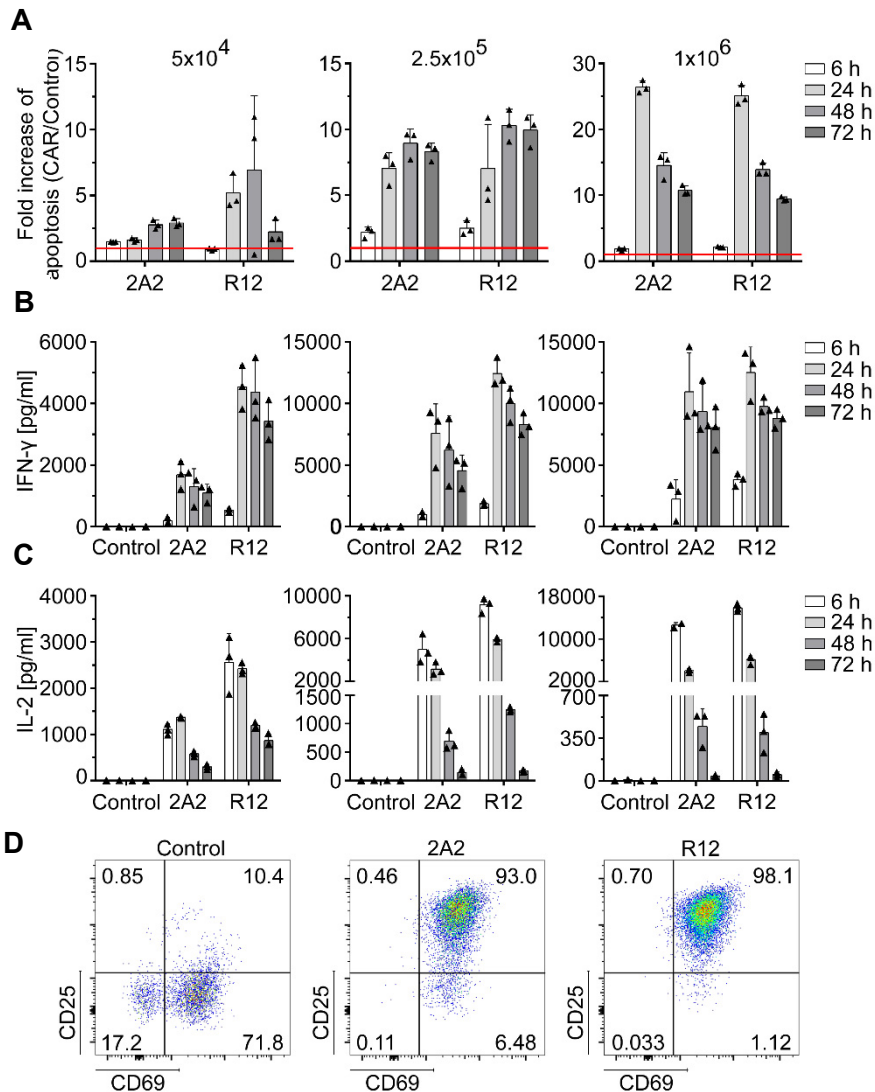 A
5x10^4
2.5x10^5
1x10^6
Fold increase of
apoptosis (CAR/Control)
15
10
5
0
2A2
R12
15
10
5
0
2A2
R12
30
20
10
0
2A2
R12
6 h
24 h
48 h
72 h
B
IFN-γ [pg/ml]
6000
4000
2000
0
Control
2A2
R12
15000
10000
5000
0
Control
2A2
R12
15000
10000
5000
0
Control
2A2
R12
6 h
24 h
48 h
72 h
C
IL-2 [pg/ml]
4000
3000
2000
1000
0
Control
2A2
R12
10000
6000
2000
1500
1000
500
0
Control
2A2
R12
18000
10000
2000
700
350
0
Control
2A2
R12
6 h
24 h
48 h
72 h
D
Control
0.85
10.4
17.2
71.8
CD25
CD69
2A2
0.46
93.0
0.11
6.48
CD25
CD69
R12
0.70
98.1
0.033
1.12
CD25
CD69